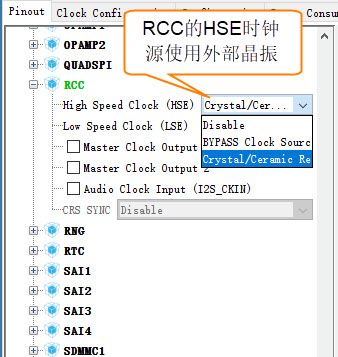 Pinout
Clock Conf
Consum
RCC的HSE时钟
源使用外部晶振
OPAMP2
QUADSPI
RCC
High Speed Clock (HSE) Crystal/Cer...
Low Speed Clock (LSE) Disable
Master Clock Output BYPASS Clock Sourc
Crystal/Ceramic Re
Master Clock Output 2
Audio Clock Input (I2S_CKIN)
CRS SYNC Disable
RNG
RTC
SAI1
SAI2
SAI3
SAI4
SDMMC1